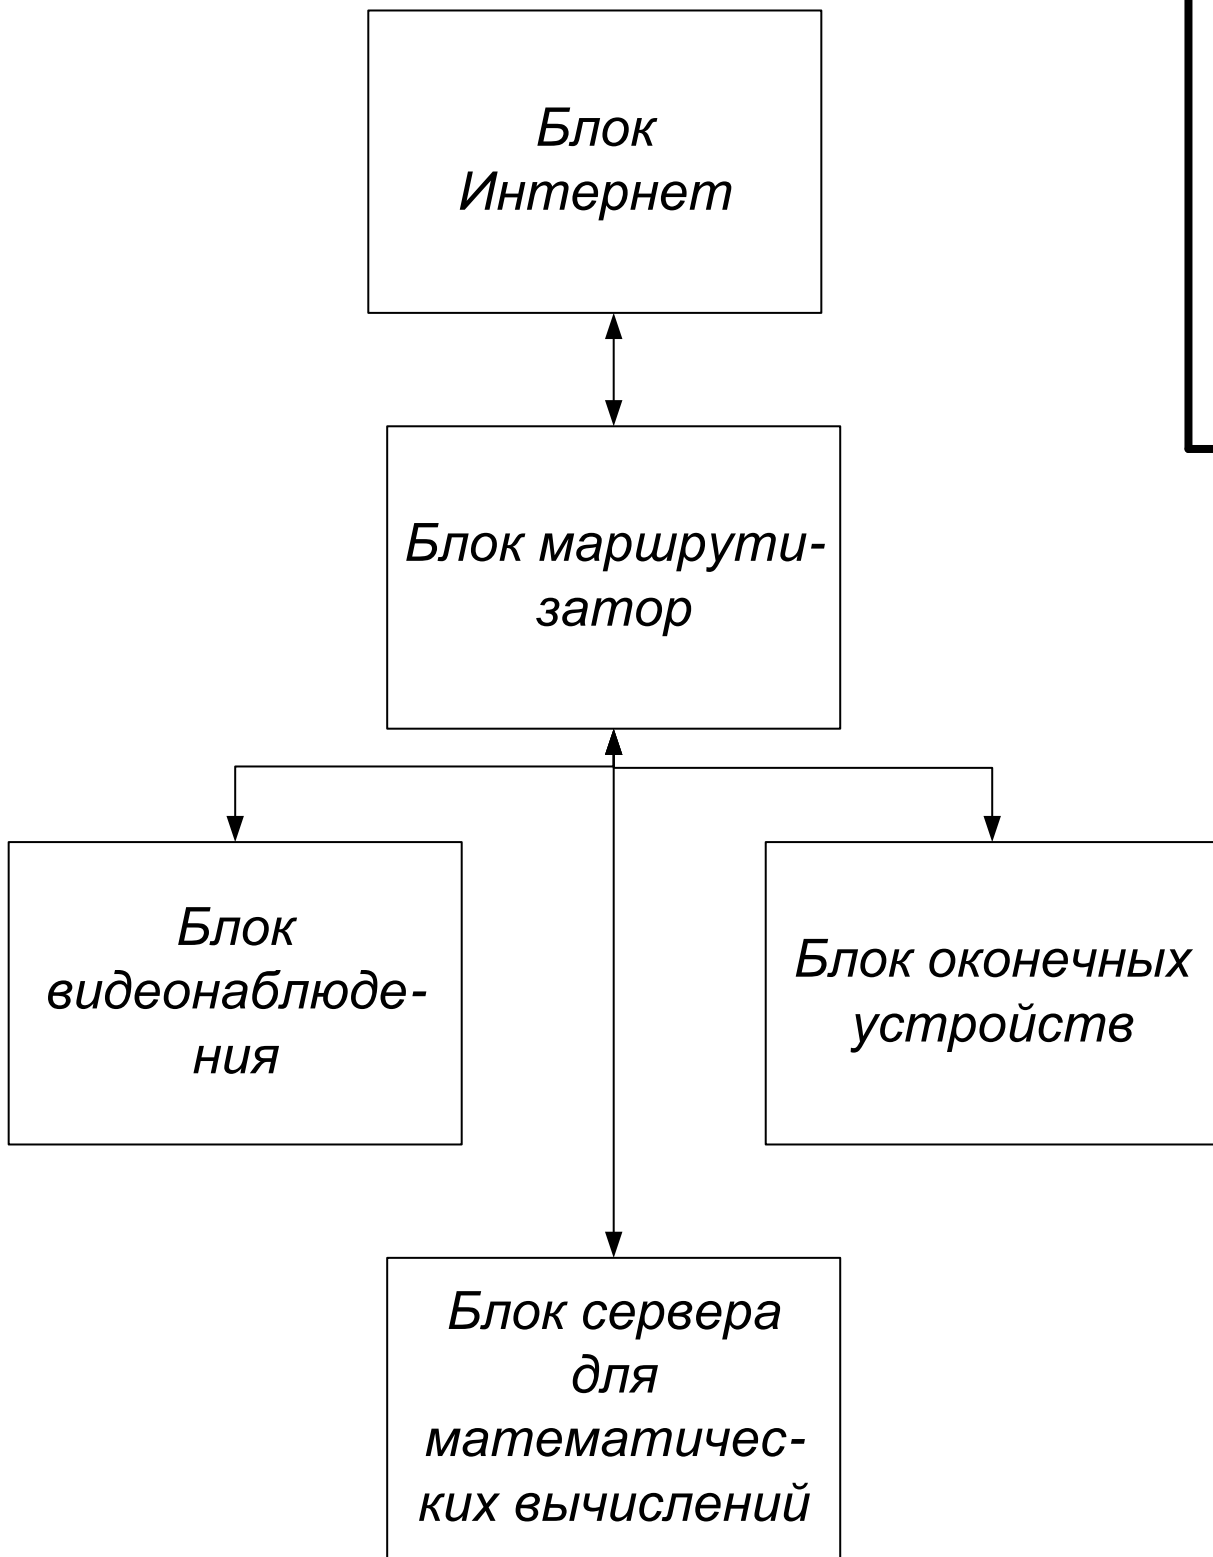 Блок
Интернет
Блок маршрути-
затор
Блок
видеонаблюде-
ния
Блок оконечных
устройств
Блок сервера
для
математичес-
ких вычислений